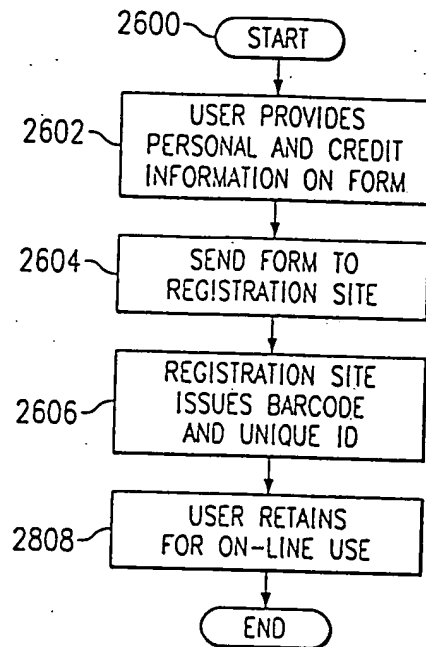 2600
START
2602
USER PROVIDES
PERSONAL AND CREDIT
INFORMATION ON FORM
2604
SEND FORM TO
REGISTRATION SITE
2606
REGISTRATION SITE
ISSUES BARCODE
AND UNIQUE ID
2808
USER RETAINS
FOR ON-LINE USE
END